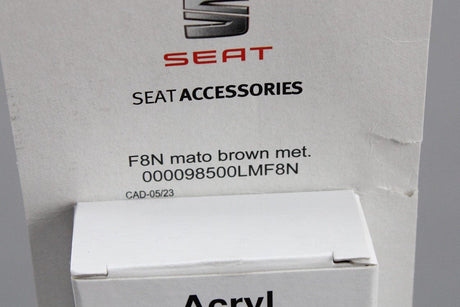 SEAT
SEAT ACCESSORIES
F8N mato brown met.
000098500LMF8N
CAD-05/23
Acryl